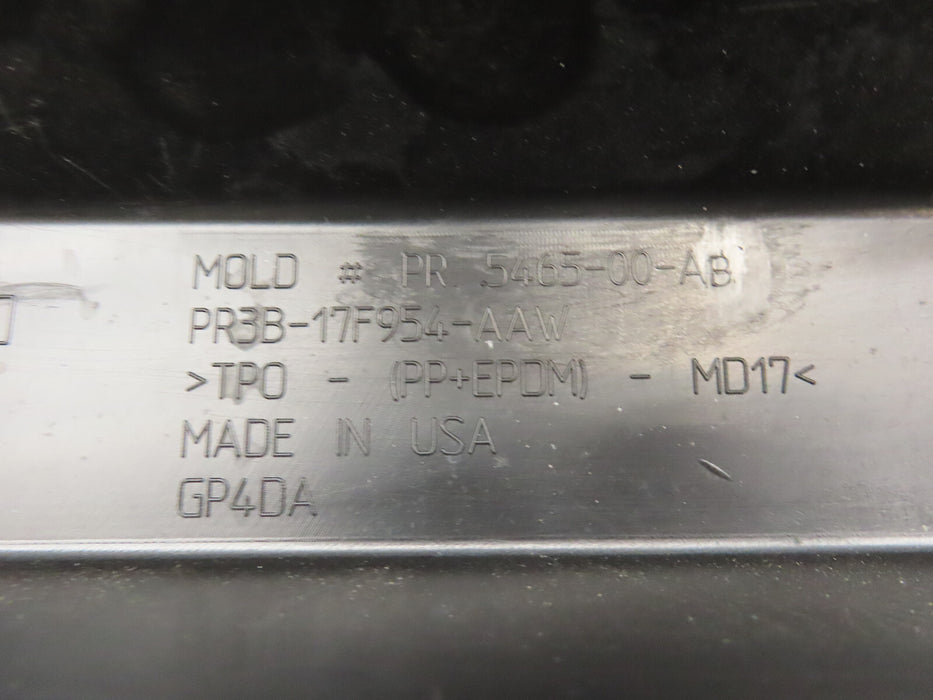 MOLD # PR 5465-00-AB
PR3B-17F954-AAW
>TPO - (PP+EPDM) - MD17<
MADE IN USA
GP4DA